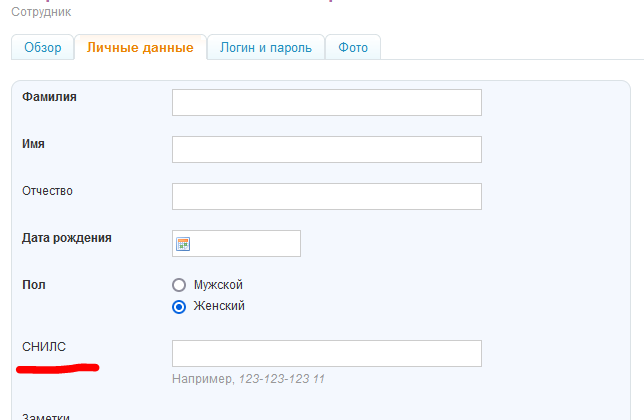 Сотрудник
Обзор
Личные данные
Логин и пароль
Фото
Фамилия
Имя
Отчество
Дата рождения
Пол
Мужской
Женский
СНИЛС
Например, 123-123-123 11
Заметки